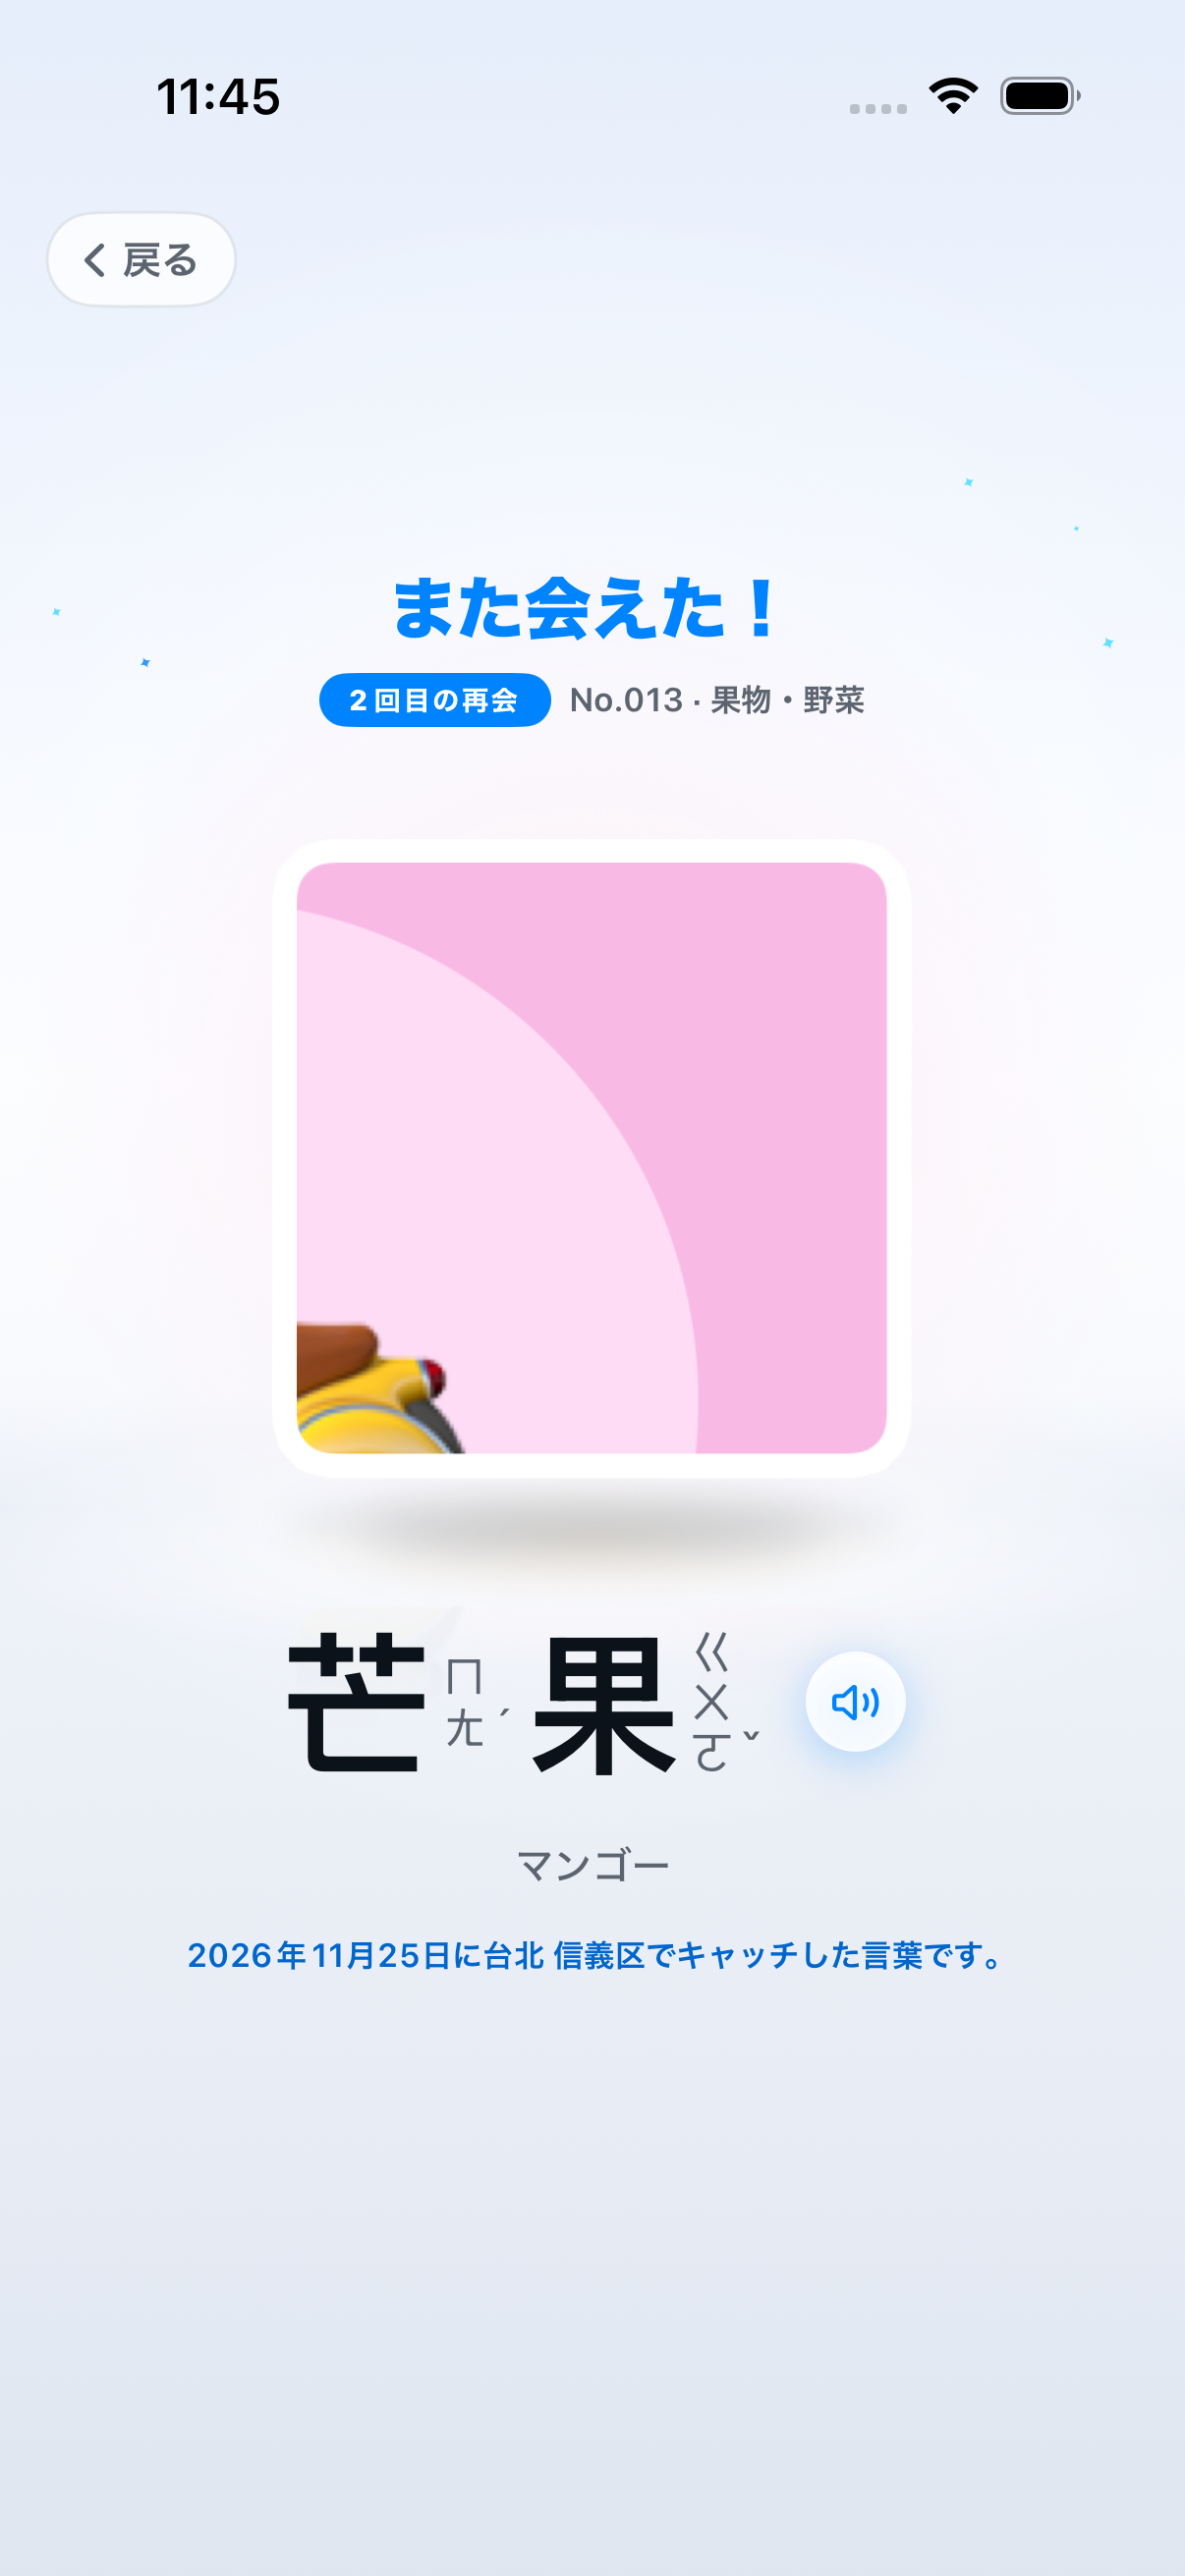 11:45
戻る
また会えた！
2回目の再会 No.013 · 果物・野菜
芒ㄇㄤˊ果ㄍㄨㄛˇ
マンゴー
2026年11月25日に台北 信義区でキャッチした言葉です。